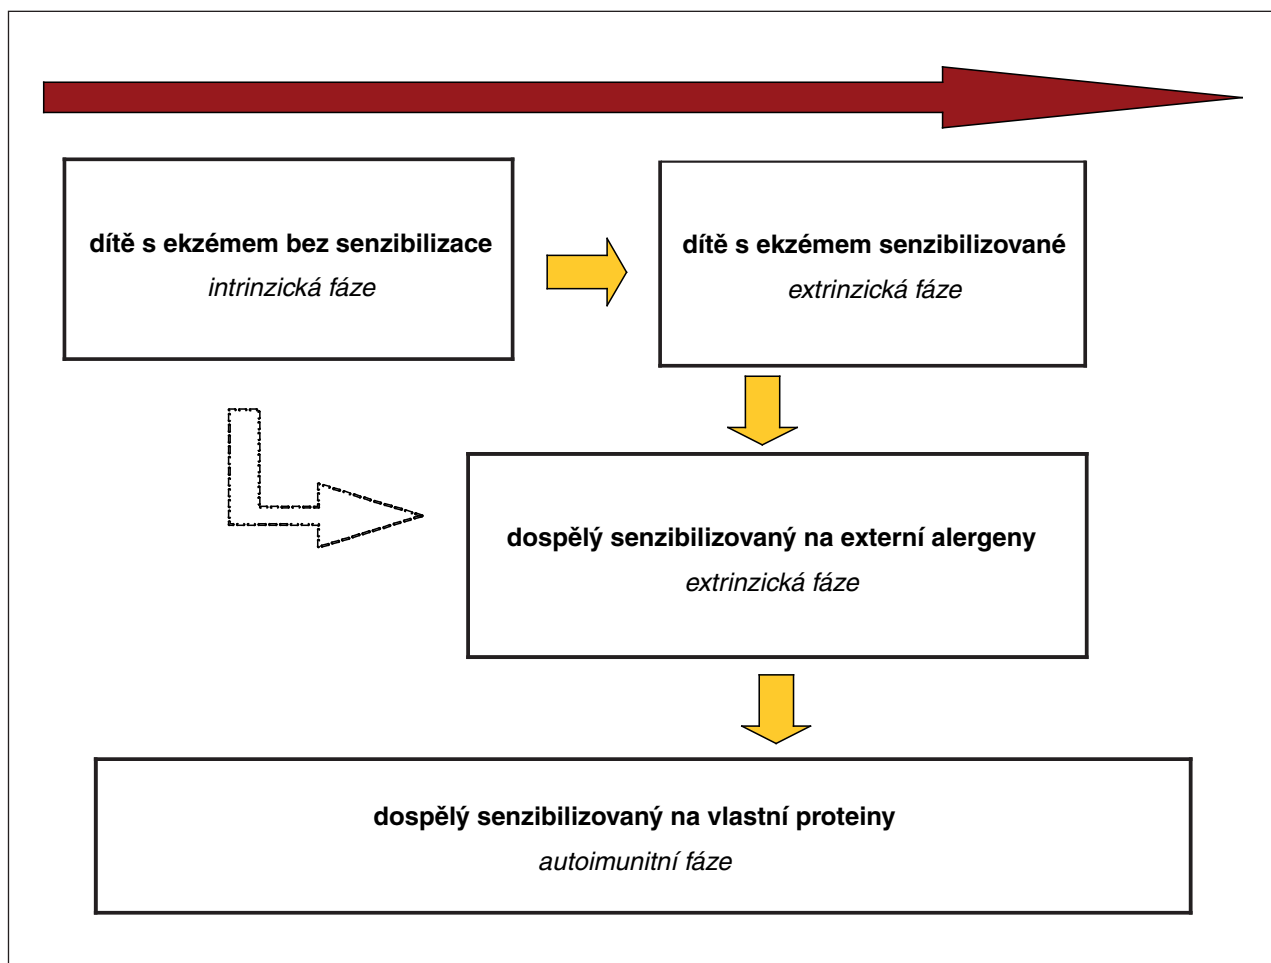 dítě s ekzémem bez senzibilizace
intrinzická fáze
dítě s ekzémem senzibilizované
extrinzická fáze
dospělý senzibilizovaný na externí alergeny
extrinzická fáze
dospělý senzibilizovaný na vlastní proteiny
autoimunitní fáze